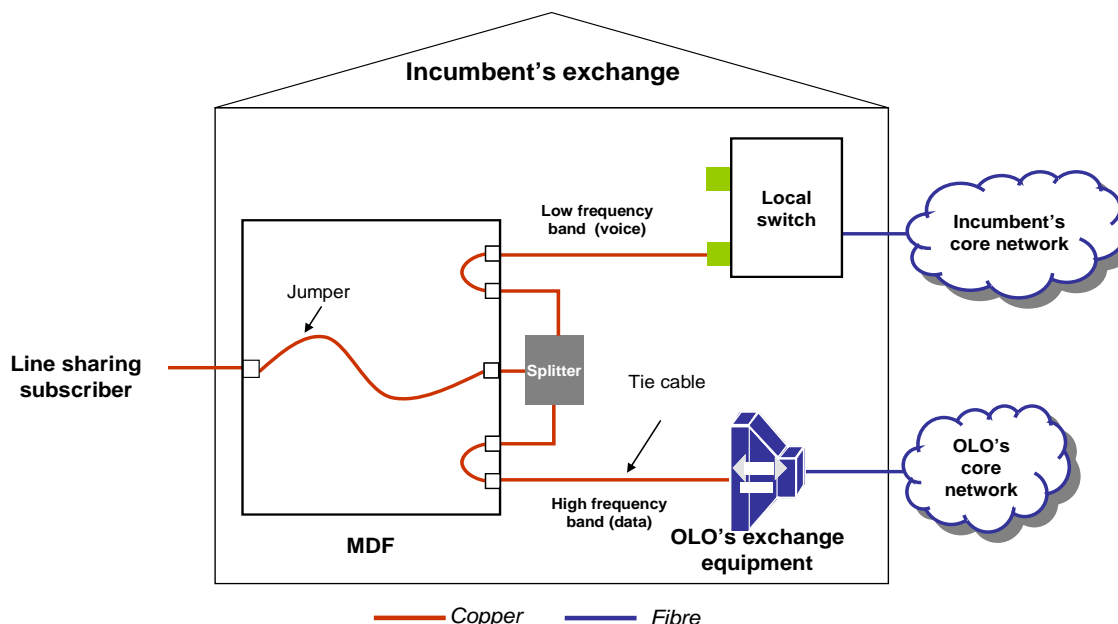 Incumbent's exchange
Local
switch
Low frequency
band (voice)
Incumbent's
core network
Jumper
Line sharing
subscriber
Splitter
Tie cable
OLO's
core
network
High frequency
band (data)
MDF
OLO's exchange
equipment
Copper
Fibre